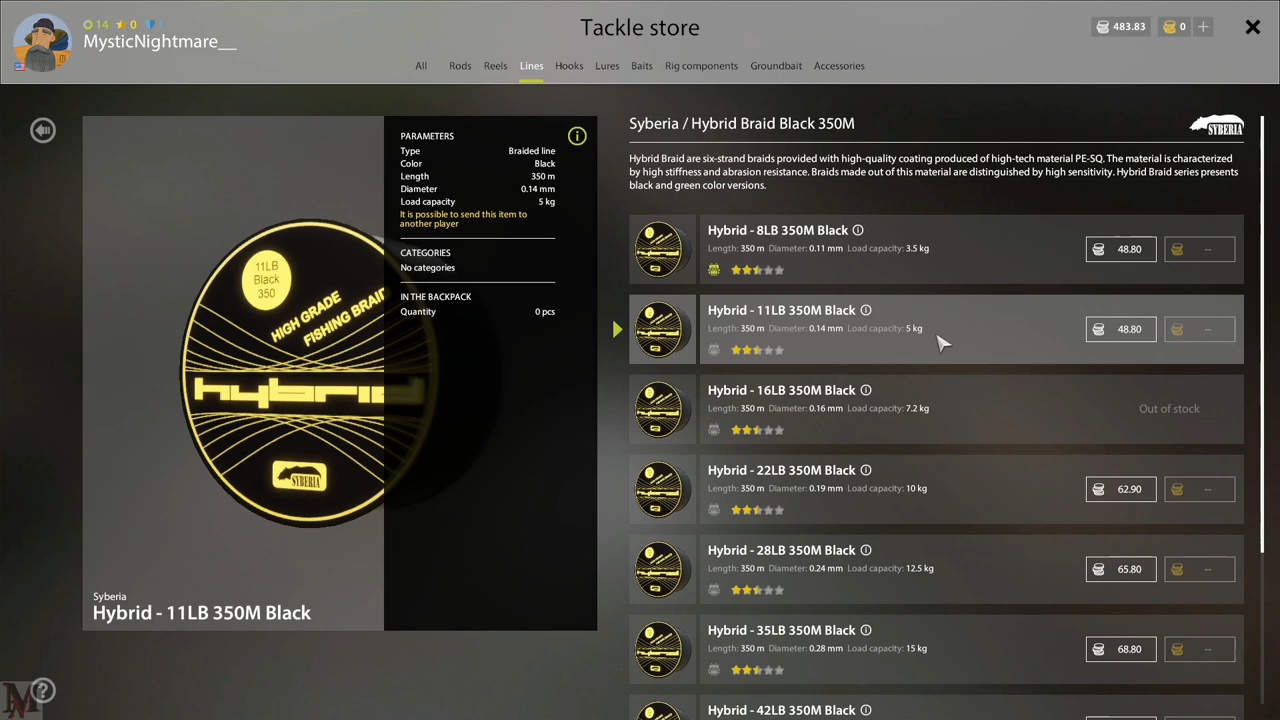 14 0 1
MysticNightmare__
Tackle store
483.83
0
All Rods Reels Lines Hooks Lures Baits Rig components Groundbait Accessories
11LB
Black
350
HIGH GRADE
FISHING BRAID
hybrid
SYBERIA
Syberia
Hybrid - 11LB 350M Black
PARAMETERS
Type Braided line
Color Black
Length 350 m
Diameter 0.14 mm
Load capacity 5 kg
It is possible to send this item to
another player
CATEGORIES
No categories
IN THE BACKPACK
Quantity 0 pcs
Syberia / Hybrid Braid Black 350M
SYBERIA
Hybrid Braid are six-strand braids provided with high-quality coating produced of high-tech material PE-SQ. The material is characterized
by high stiffness and abrasion resistance. Braids made out of this material are distinguished by high sensitivity. Hybrid Braid series presents
black and green color versions.
Hybrid - 8LB 350M Black
Length: 350 m Diameter: 0.11 mm Load capacity: 3.5 kg
48.80 --
Hybrid - 11LB 350M Black
Length: 350 m Diameter: 0.14 mm Load capacity: 5 kg
48.80 --
Hybrid - 16LB 350M Black
Length: 350 m Diameter: 0.16 mm Load capacity: 7.2 kg
Out of stock
Hybrid - 22LB 350M Black
Length: 350 m Diameter: 0.19 mm Load capacity: 10 kg
62.90 --
Hybrid - 28LB 350M Black
Length: 350 m Diameter: 0.24 mm Load capacity: 12.5 kg
65.80 --
Hybrid - 35LB 350M Black
Length: 350 m Diameter: 0.28 mm Load capacity: 15 kg
68.80 --
Hybrid - 42LB 350M Black